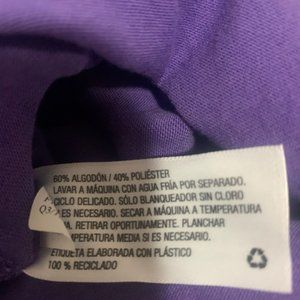 60% ALGODÓN / 40% POLIÉSTER
LAVAR A MÁQUINA CON AGUA FRÍA POR SEPARADO.
CICLO DELICADO. SÓLO BLANQUEADOR SIN CLORO
ES NECESARIO. SECAR A MÁQUINA A TEMPERATURA
RETIRAR OPORTUNAMENTE. PLANCHAR
MEDIA SI ES NECESARIO.
ETIQUETA ELABORADA CON PLÁSTICO
100 % RECICLADO